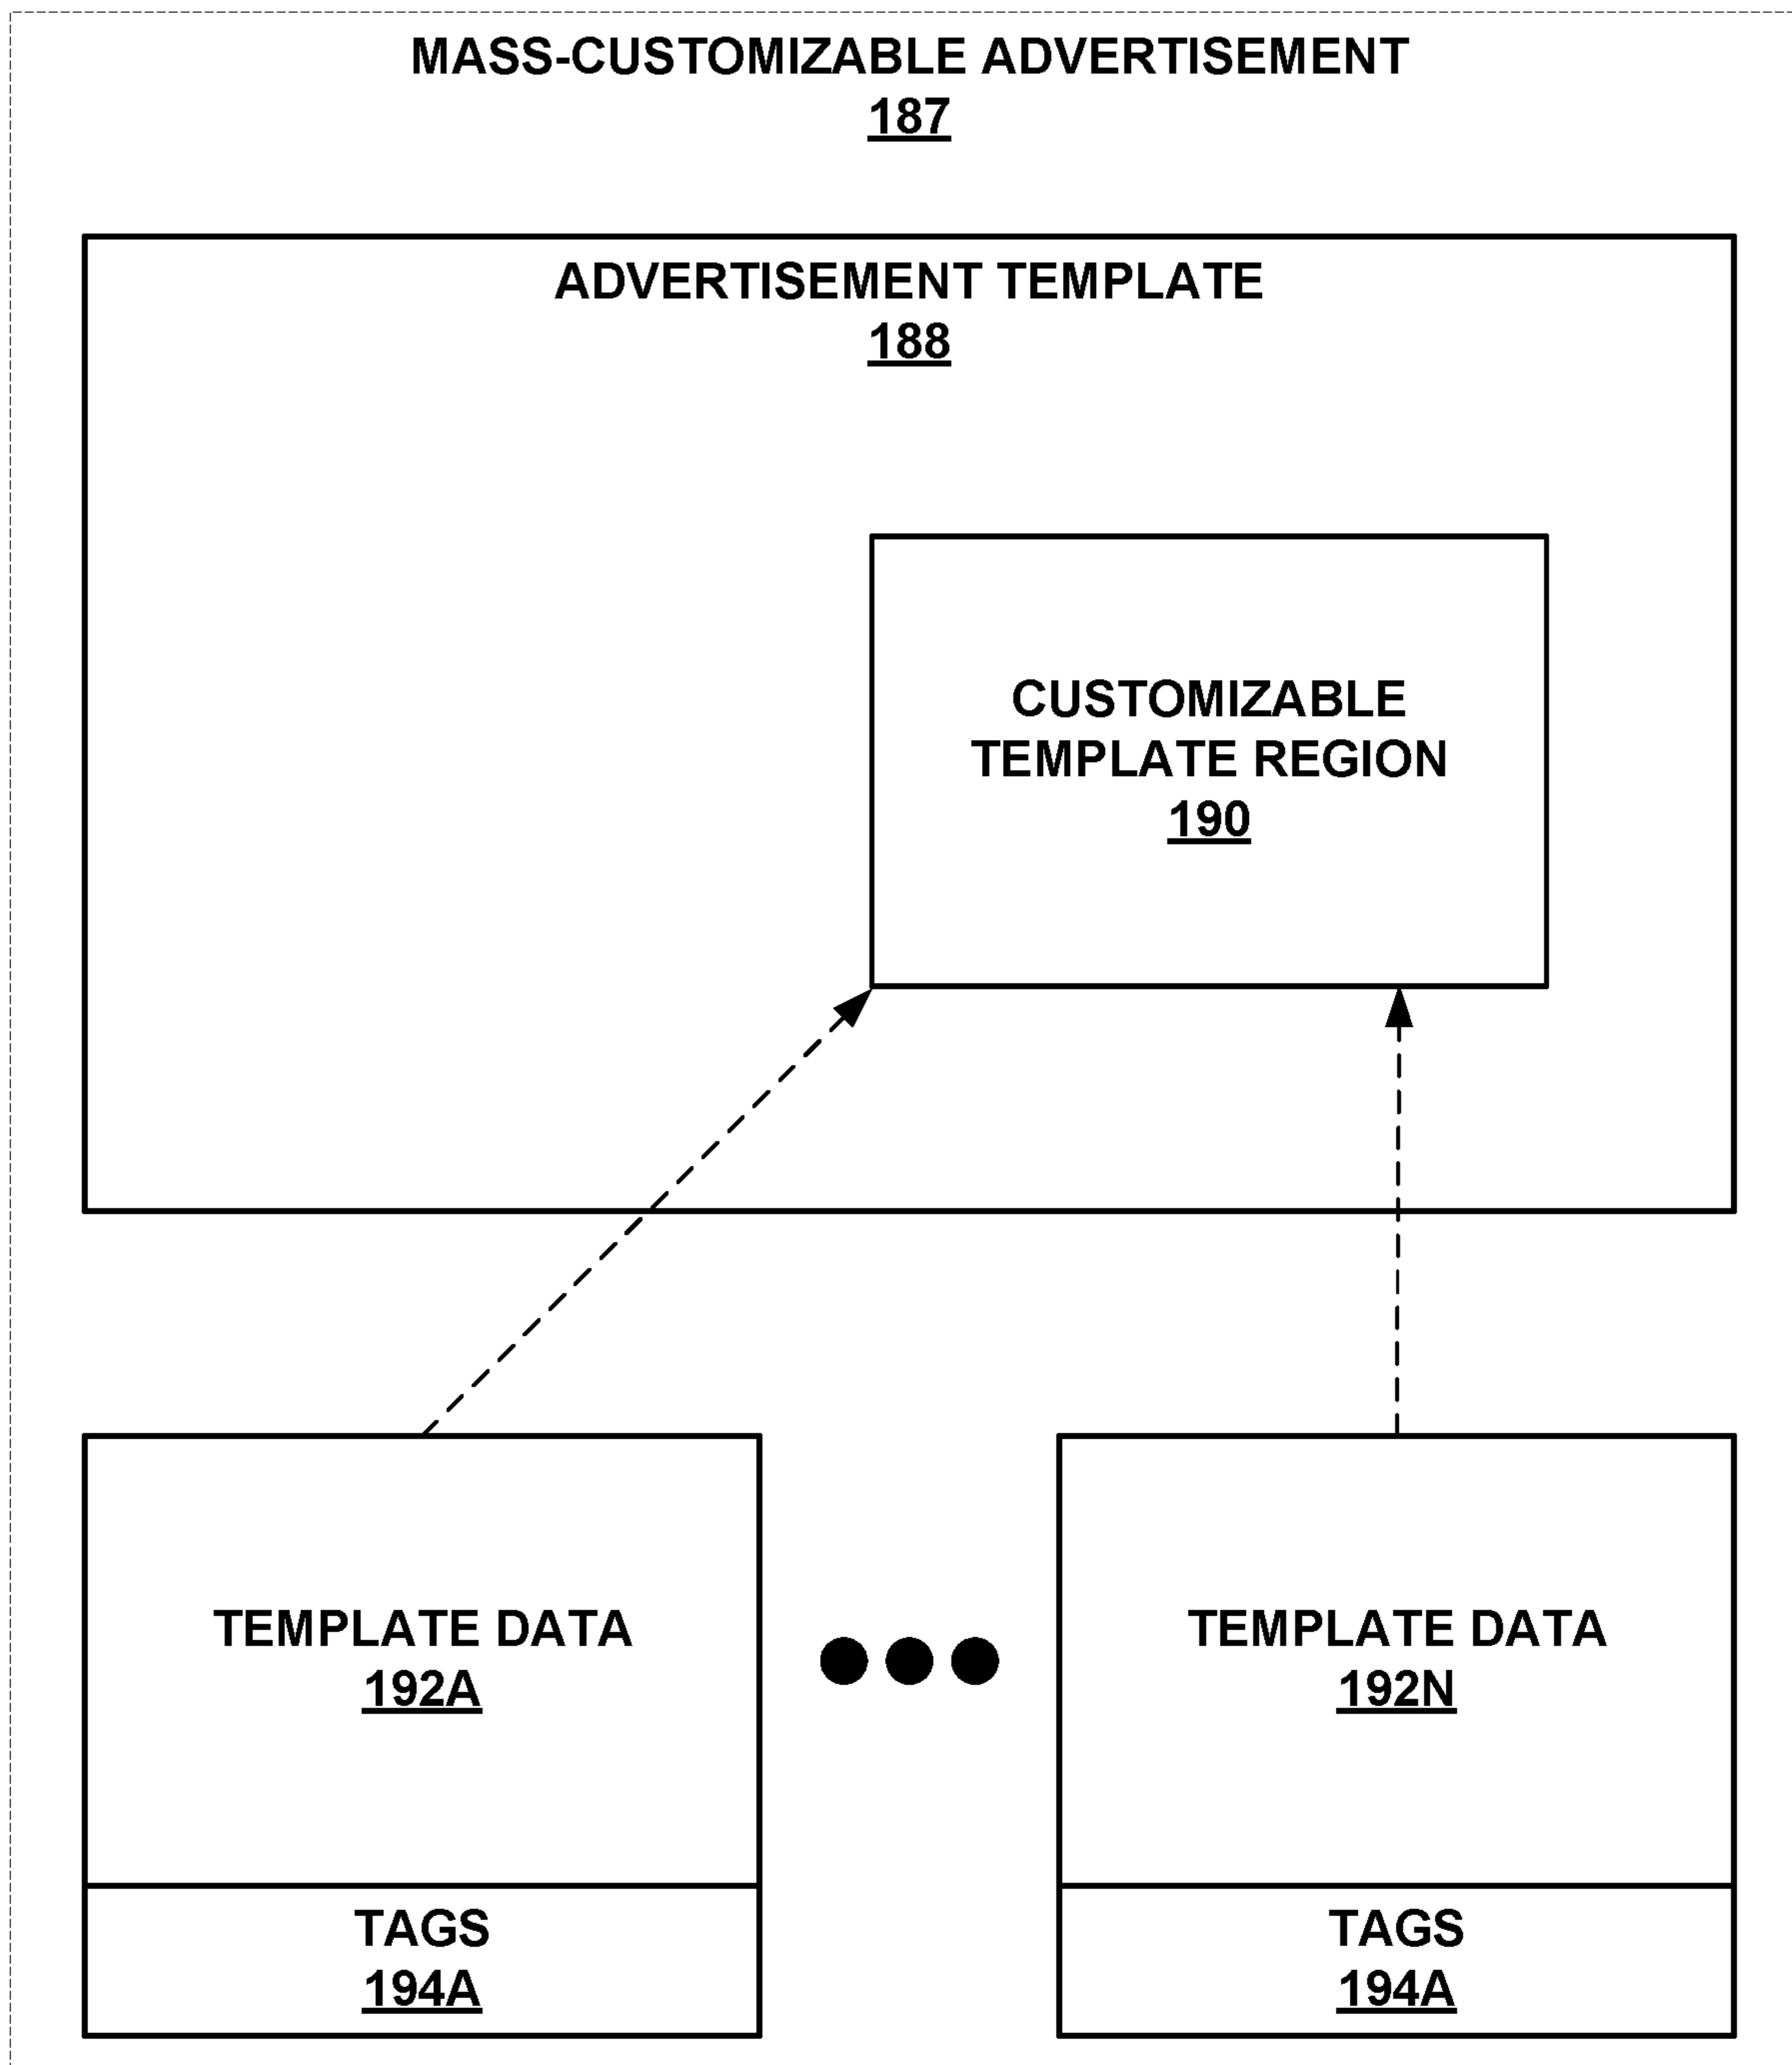 MASS-CUSTOMIZABLE ADVERTISEMENT
187
ADVERTISEMENT TEMPLATE
188
CUSTOMIZABLE
TEMPLATE REGION
190
TEMPLATE DATA
192A
TAGS
194A
TEMPLATE DATA
192N
TAGS
194A